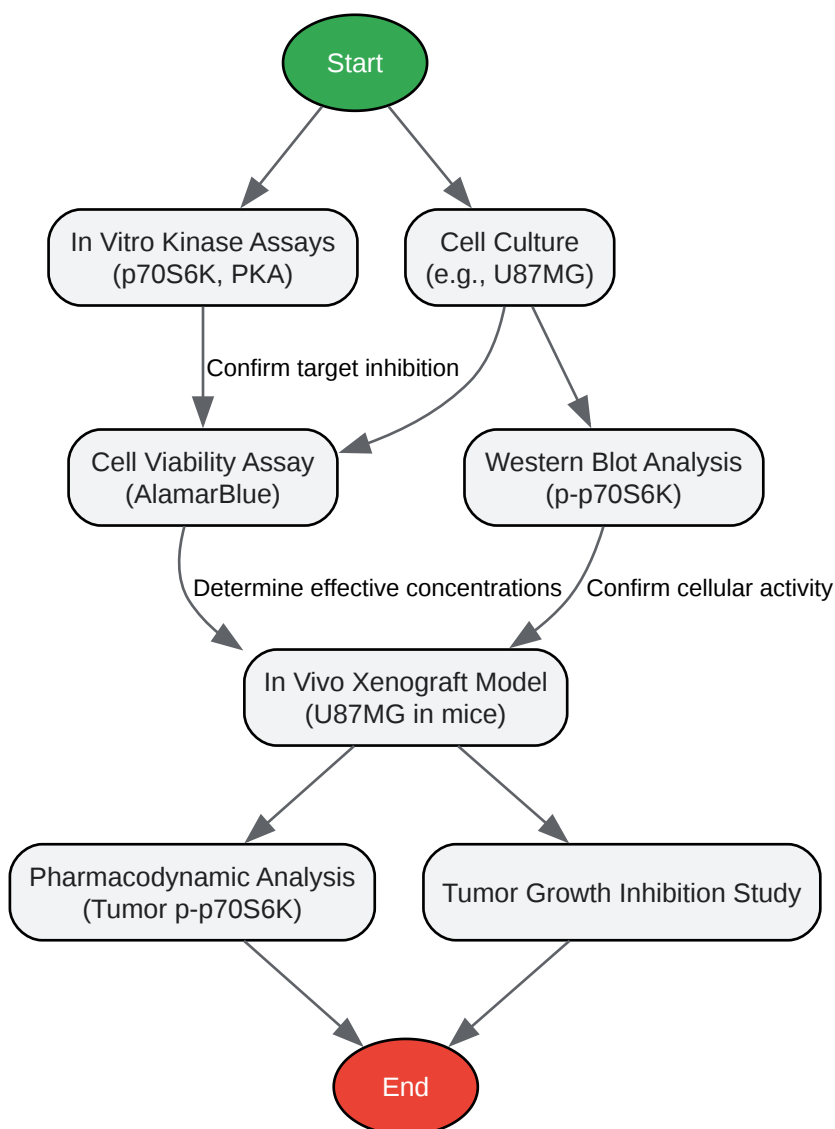 Start
In Vitro Kinase Assays
(p70S6K, PKA)
Cell Culture
(e.g., U87MG)
Confirm target inhibition
Cell Viability Assay
(AlamarBlue)
Western Blot Analysis
(p-p70S6K)
Determine effective concentrations
Confirm cellular activity
In Vivo Xenograft Model
(U87MG in mice)
Pharmacodynamic Analysis
(Tumor p-p70S6K)
Tumor Growth Inhibition Study
End